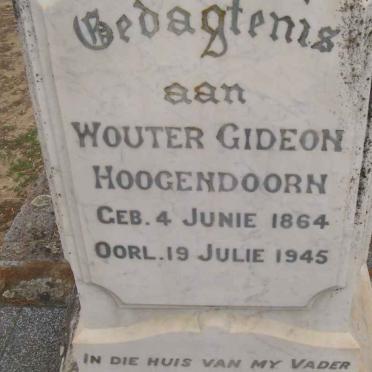 Gedagtenis
aan
WOUTER GIDEON
HOOGENDOORN
GEB. 4 JUNIE 1864
OORL. 19 JULIE 1945
IN DIE HUIS VAN MY VADER